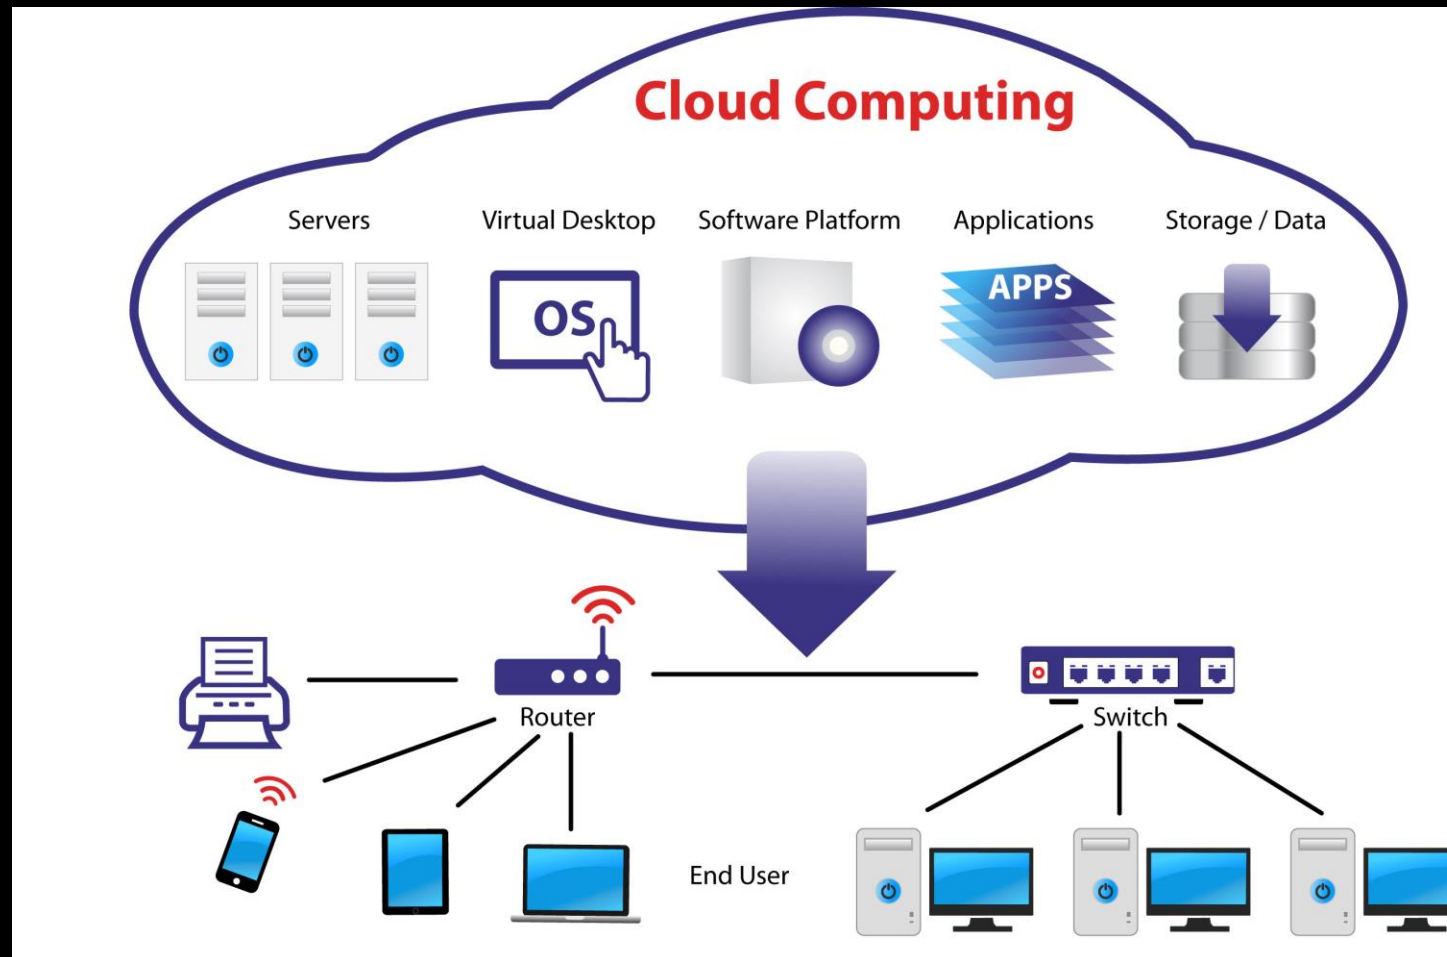 Cloud Computing
Servers
Virtual Desktop
Software Platform
Applications
Storage / Data
OS
APPS
Router
Switch
End User